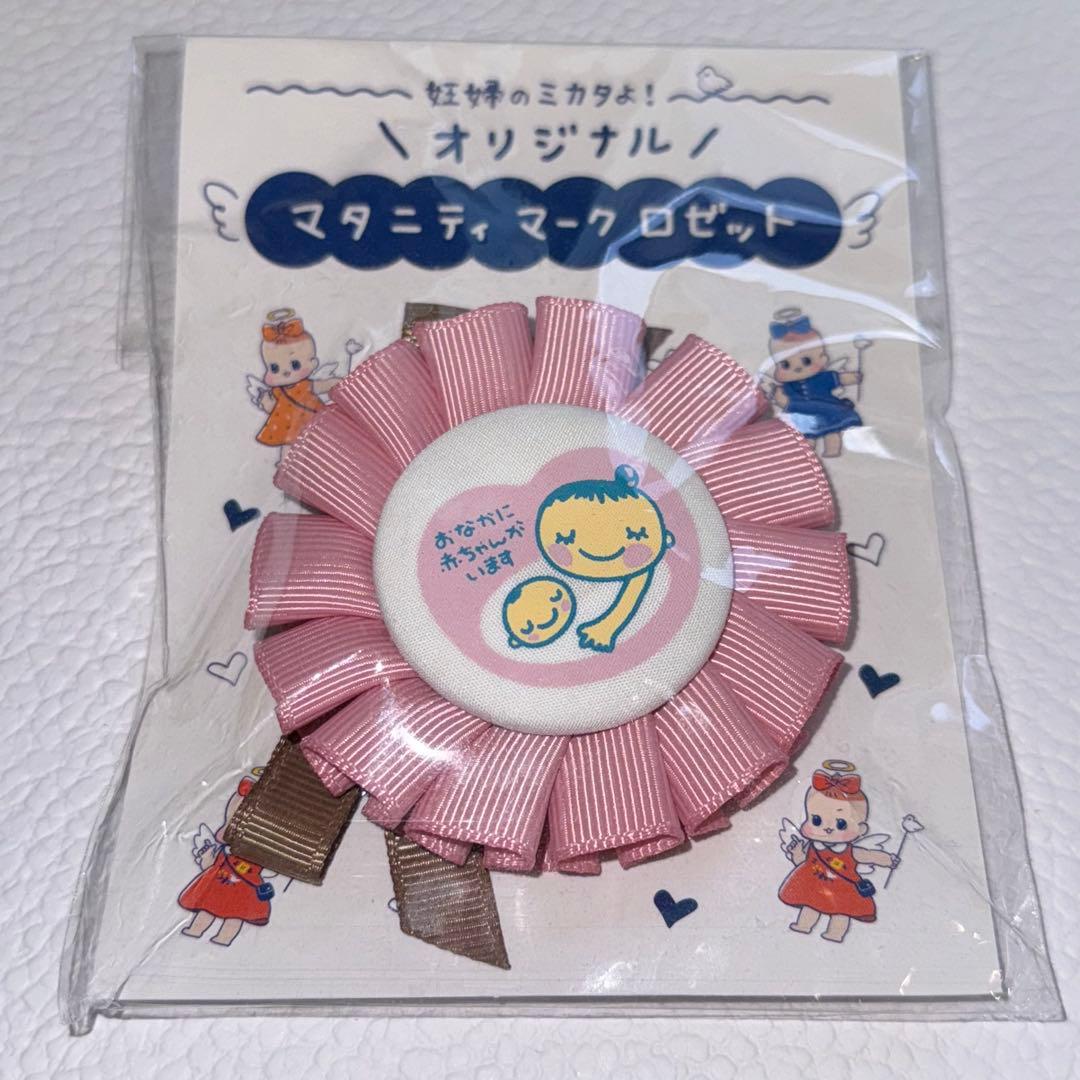 妊婦のミカタよ!
\オリジナル/
マタニティマークロゼット
おなかに
赤ちゃんが
います